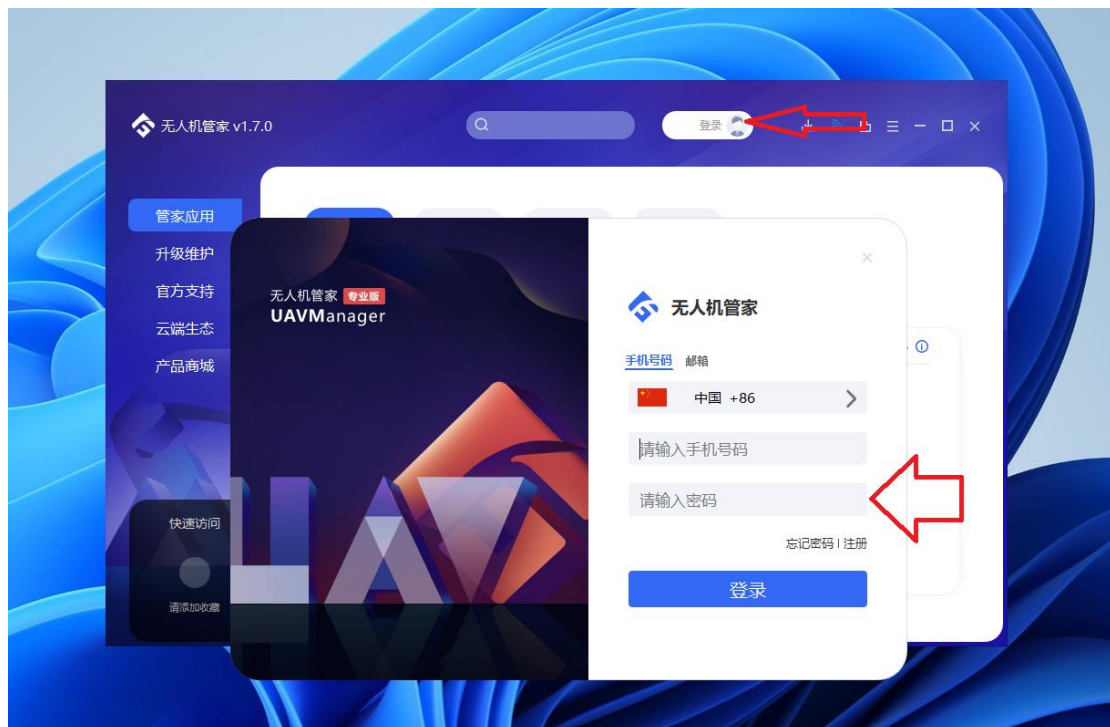 无人机管家 v1.7.0
登录
管家应用
升级维护
官方支持
云端生态
产品商城
快速访问
请添加收藏
无人机管家 专业版
UAVManager
UAV
无人机管家
手机号码 邮箱
中国 +86
请输入手机号码
请输入密码
忘记密码 | 注册
登录